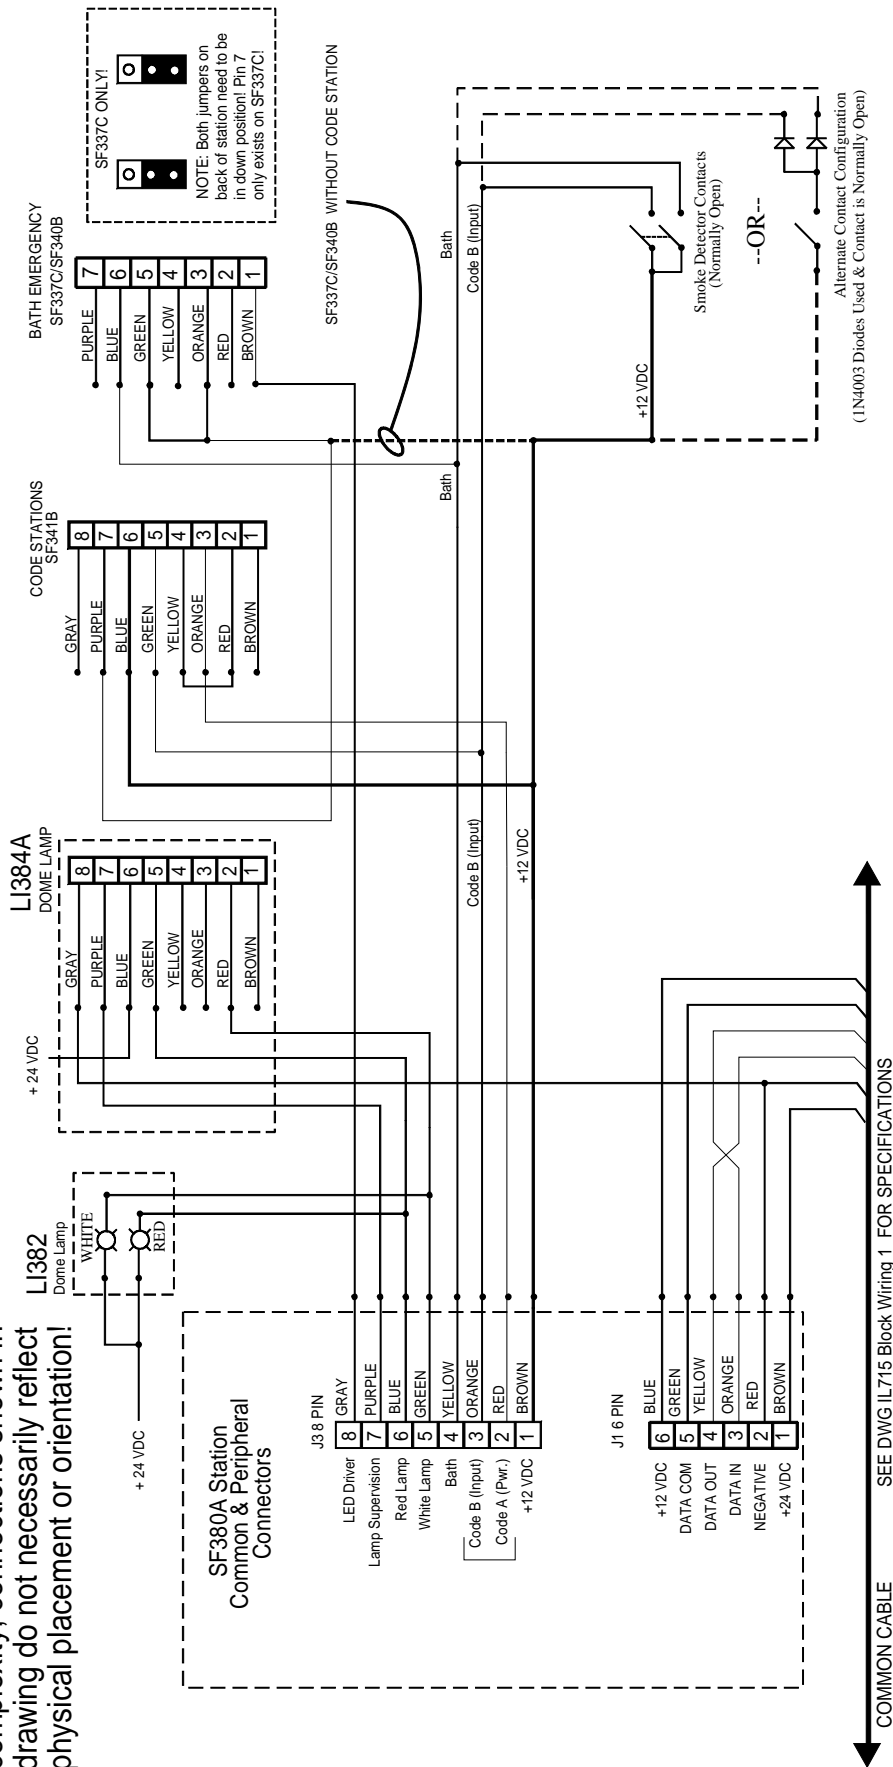 drawing do not necessarily reflect
physical placement or orientation!
+ 24 VDC
LI382
Dome Lamp
WHITE
RED
LI384A
DOME LAMP
+ 24 VDC
GRAY
PURPLE
BLUE
GREEN
YELLOW
ORANGE
RED
BROWN
8
7
6
5
4
3
2
1
CODE STATIONS
SF341B
GRAY
PURPLE
BLUE
GREEN
YELLOW
ORANGE
RED
BROWN
8
7
6
5
4
3
2
1
BATH EMERGENCY
SF337C/SF340B
PURPLE
BLUE
GREEN
YELLOW
ORANGE
RED
BROWN
7
6
5
4
3
2
1
SF337C ONLY!
NOTE: Both jumpers on
back of station need to be
in down position! Pin 7
only exists on SF337C!
SF337C/SF340B WITHOUT CODE STATION
SF380A Station
Common & Peripheral
Connectors
J3 8 PIN
LED Driver
8
GRAY
Lamp Supervision
7
PURPLE
Red Lamp
6
BLUE
White Lamp
5
GREEN
Bath
4
YELLOW
Code B (Input)
3
ORANGE
Code A (Pwr.)
2
RED
+12 VDC
1
BROWN
J1 6 PIN
+12 VDC
6
BLUE
DATA COM
5
GREEN
DATA OUT
4
YELLOW
DATA IN
3
ORANGE
NEGATIVE
2
RED
+24 VDC
1
BROWN
Code B (Input)
+12 VDC
Bath
Bath
Code B (Input)
+12 VDC
Smoke Detector Contacts
(Normally Open)
--OR--
Alternate Contact Configuration
(1N4003 Diodes Used & Contact is Normally Open)
COMMON CABLE
SEE DWG IL715 Block Wiring 1 FOR SPECIFICATIONS